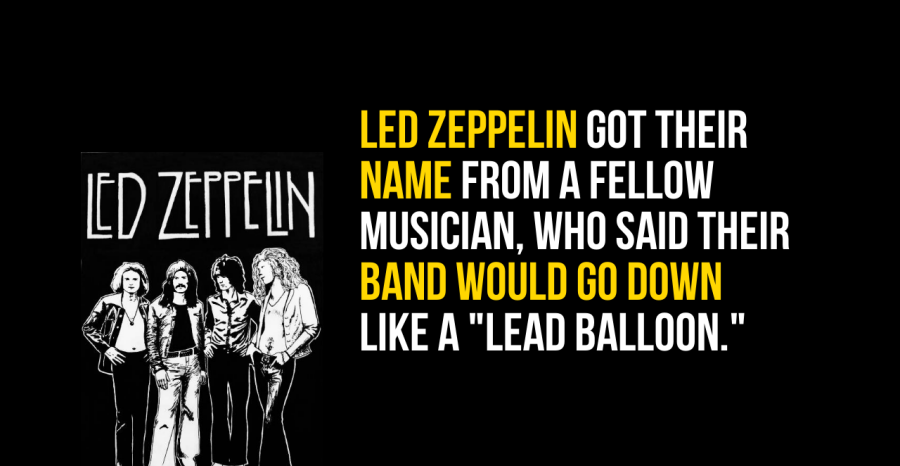 LED ZEPPELIN
LED ZEPPELIN GOT THEIR
NAME FROM A FELLOW
MUSICIAN, WHO SAID THEIR
BAND WOULD GO DOWN
LIKE A "LEAD BALLOON."